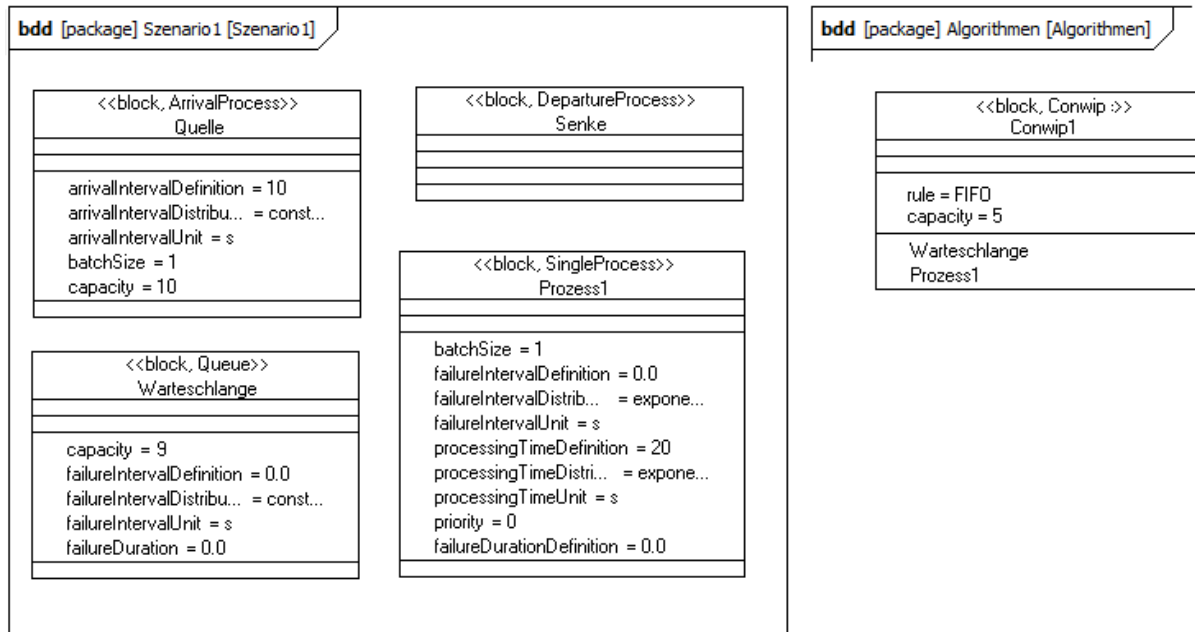 bdd [package] Szenario1 [Szenario1]
<<block, ArrivalProcess>>
Quelle
arrivalIntervalDefinition = 10
arrivalIntervalDistribu... = const...
arrivalIntervalUnit = s
batchSize = 1
capacity = 10
<<block, DepartureProcess>>
Senke
<<block, Queue>>
Warteschlange
capacity = 9
failureIntervalDefinition = 0.0
failureIntervalDistribu... = const...
failureIntervalUnit = s
failureDuration = 0.0
<<block, SingleProcess>>
Prozess1
batchSize = 1
failureIntervalDefinition = 0.0
failureIntervalDistrib... = expone...
failureIntervalUnit = s
processingTimeDefinition = 20
processingTimeDistri... = expone...
processingTimeUnit = s
priority = 0
failureDurationDefinition = 0.0
bdd [package] Algorithmen [Algorithmen]
<<block, Conwip :>>
Conwip1
rule = FIFO
capacity = 5
Warteschlange
Prozess1